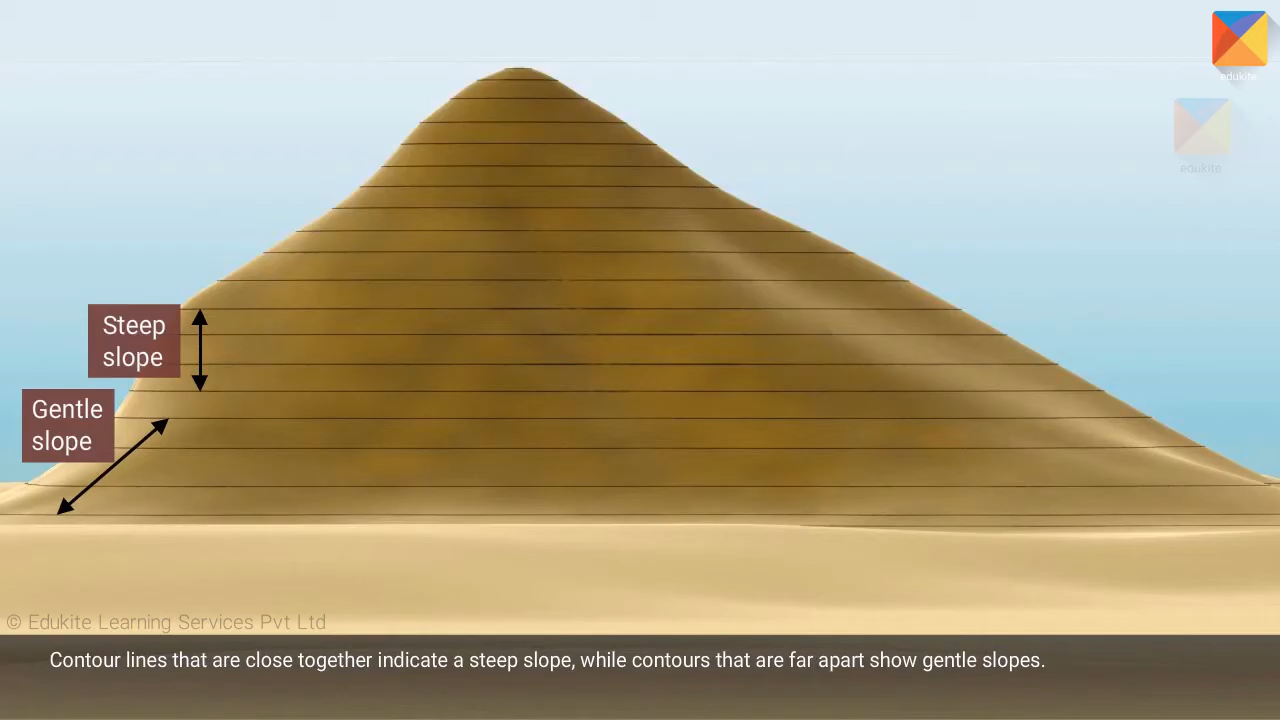 edukite
edukite
Steep
slope
Gentle
slope
© Edukite Learning Services Pvt Ltd
Contour lines that are close together indicate a steep slope, while contours that are far apart show gentle slopes.